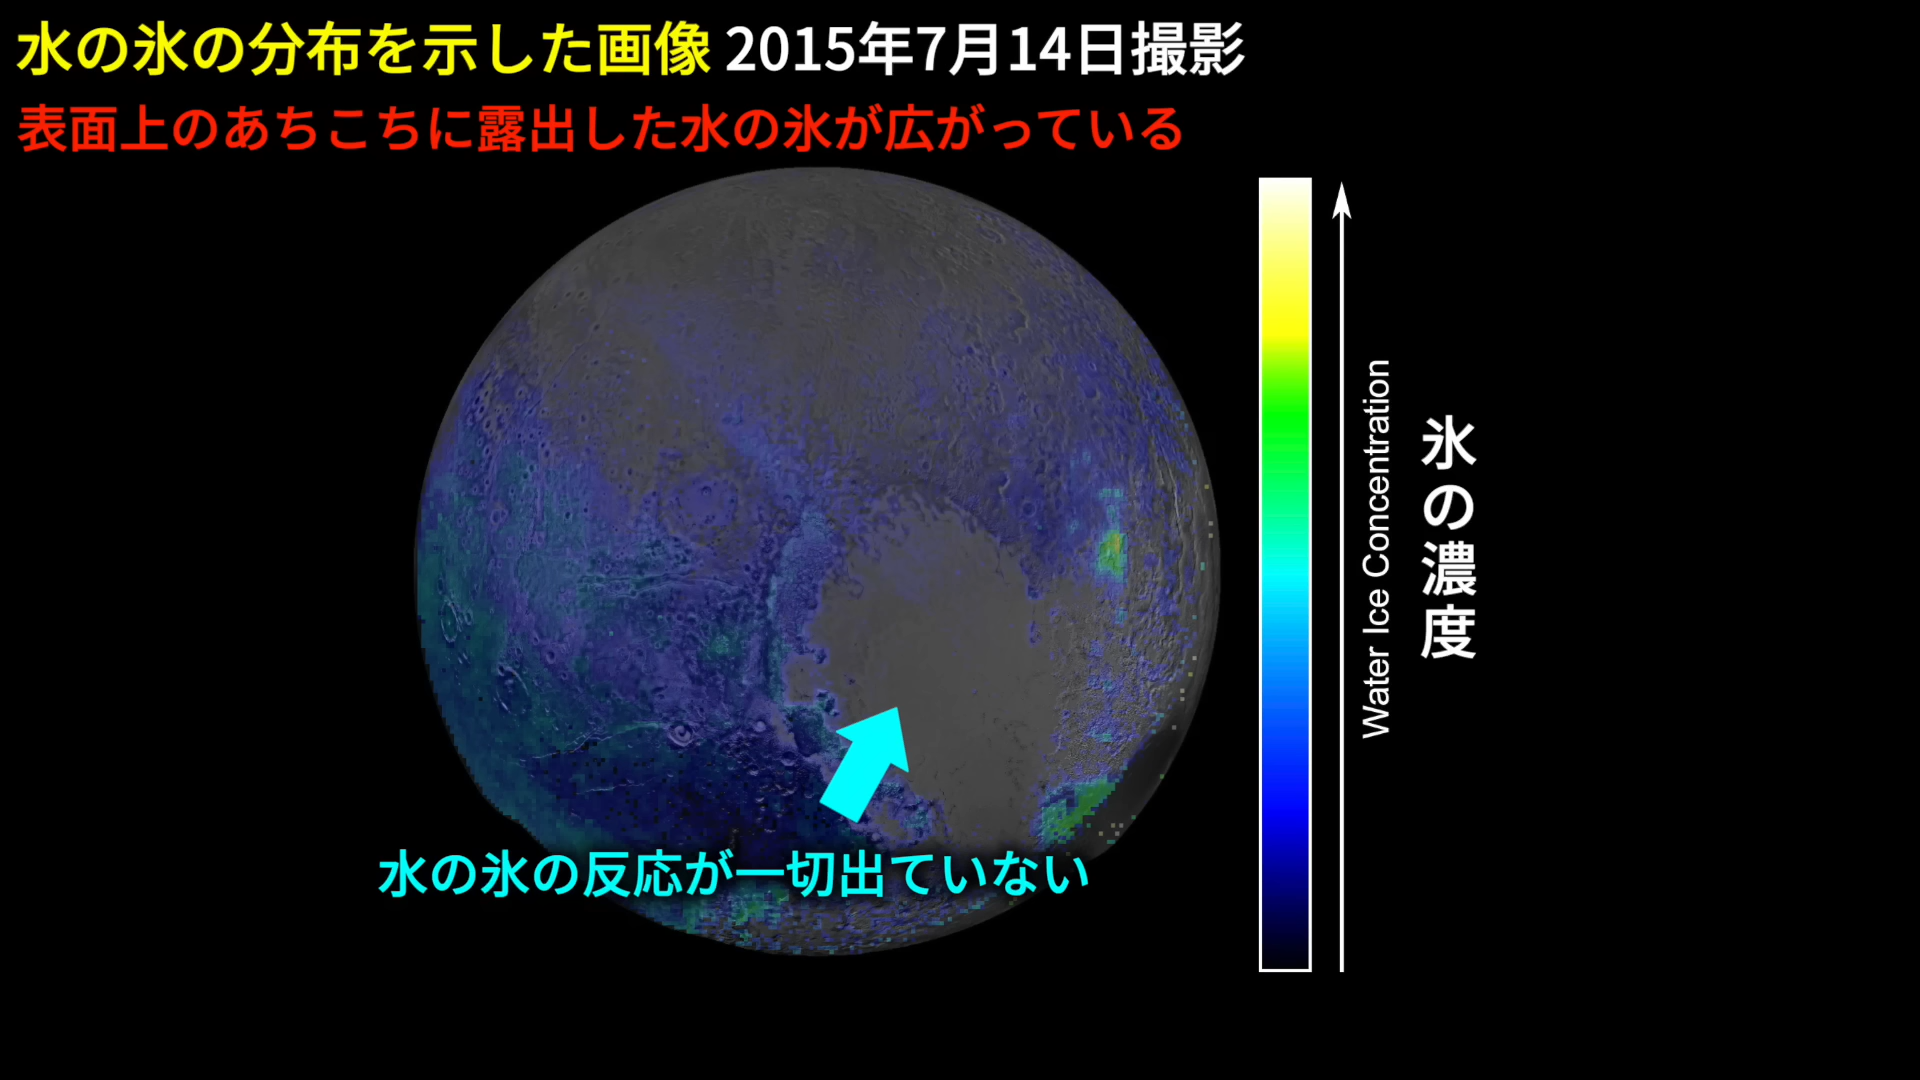 水の氷の分布を示した画像 2015年7月14日撮影
表面上のあちこちに露出した水の氷が広がっている
Water Ice Concentration
氷の濃度
水の氷の反応が一切出ていない